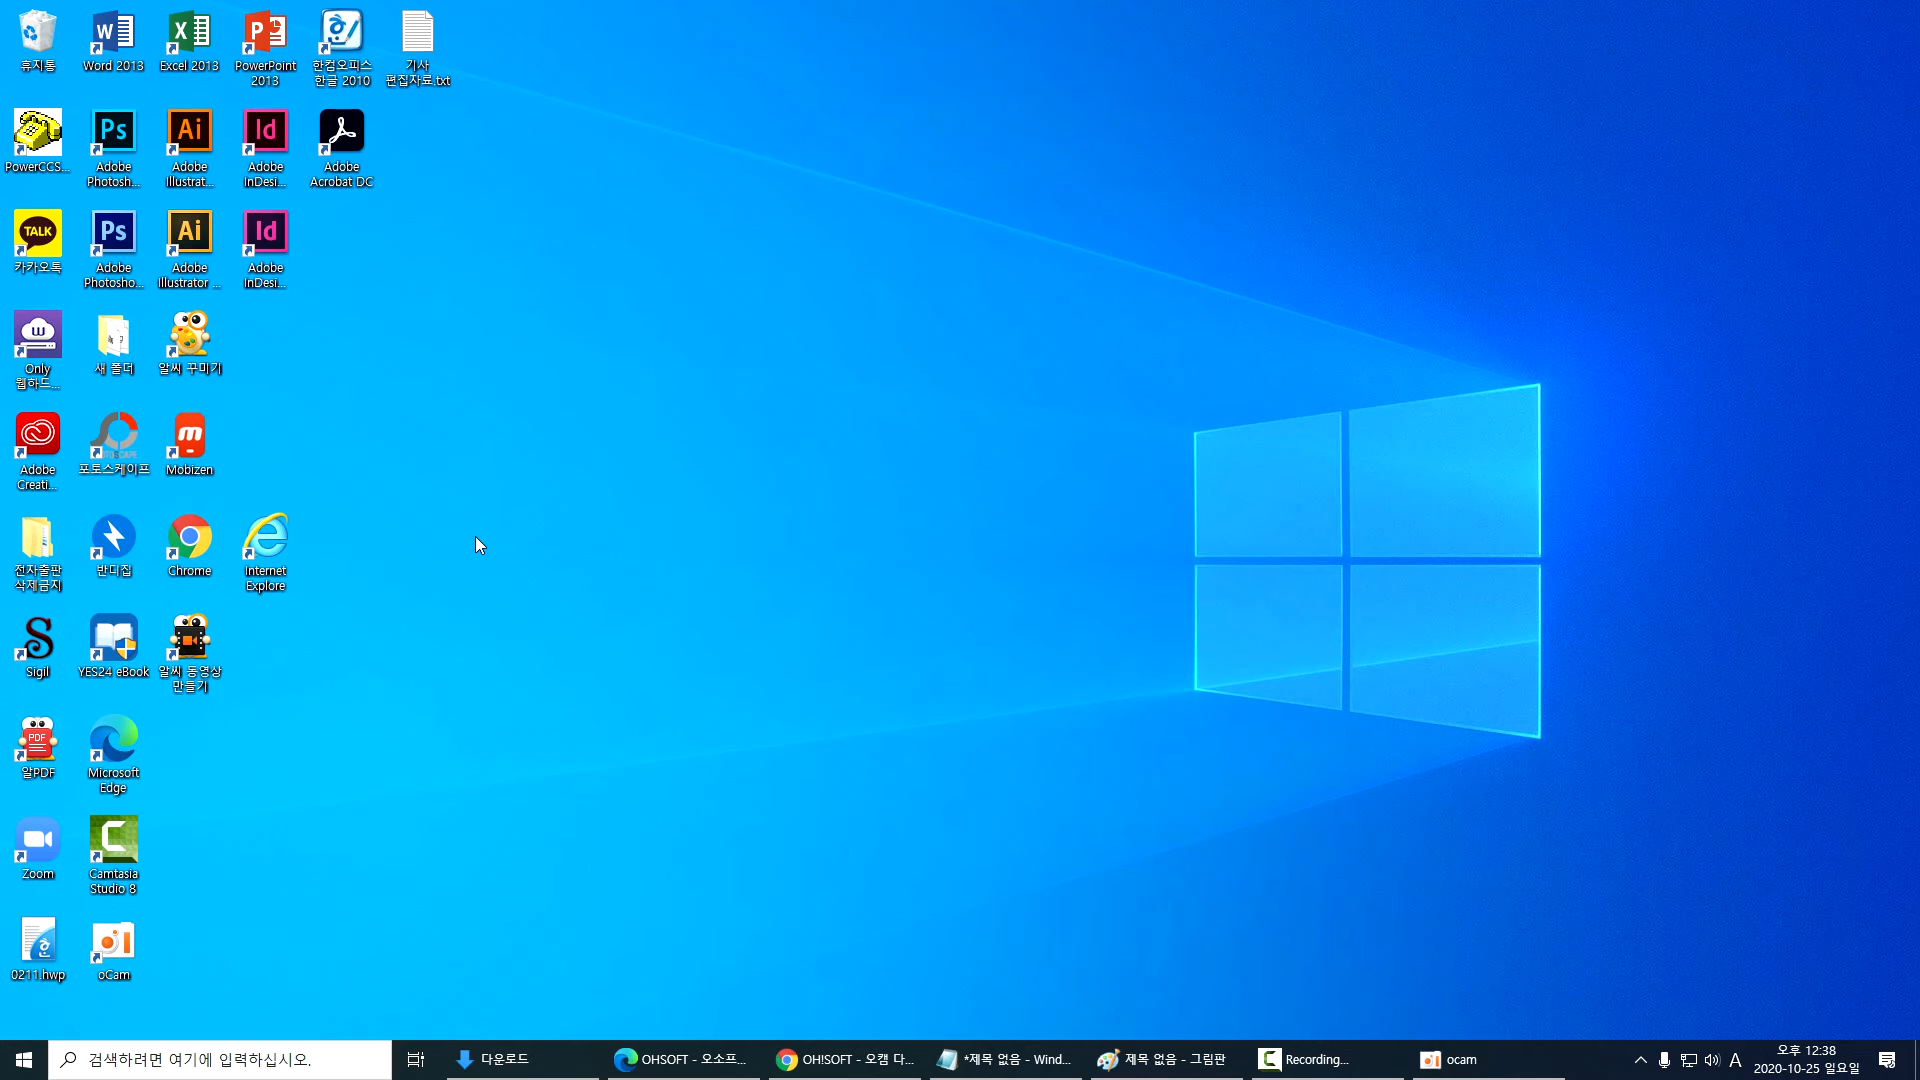 휴지통
Word 2013
Excel 2013
PowerPoint
2013
한컴오피스
한글 2010
기사
편집자료.txt
PowerCCS...
Adobe
Photosh...
Adobe
Illustrat...
Adobe
InDesi...
Adobe
Acrobat DC
TALK
카카오톡
Adobe
Photosho...
Adobe
Illustrator ...
Adobe
InDesi...
Only
웹하드...
새 폴더
알씨 꾸미기
Adobe
Creati...
포토스케이프
Mobizen
전자출판
삭제금지
반디집
Chrome
Internet
Explore
Sigil
YES24 eBook
알씨 동영상
만들기
PDF
알PDF
Microsoft
Edge
Zoom
Camtasia
Studio 8
0211.hwp
oCam
검색하려면 여기에 입력하십시오.
다운로드
OHSOFT - 오소프...
OH!SOFT - 오캠 다...
*제목 없음 - Wind...
제목 없음 - 그림판
Recording...
ocam
A
오후 12:38
2020-10-25 일요일